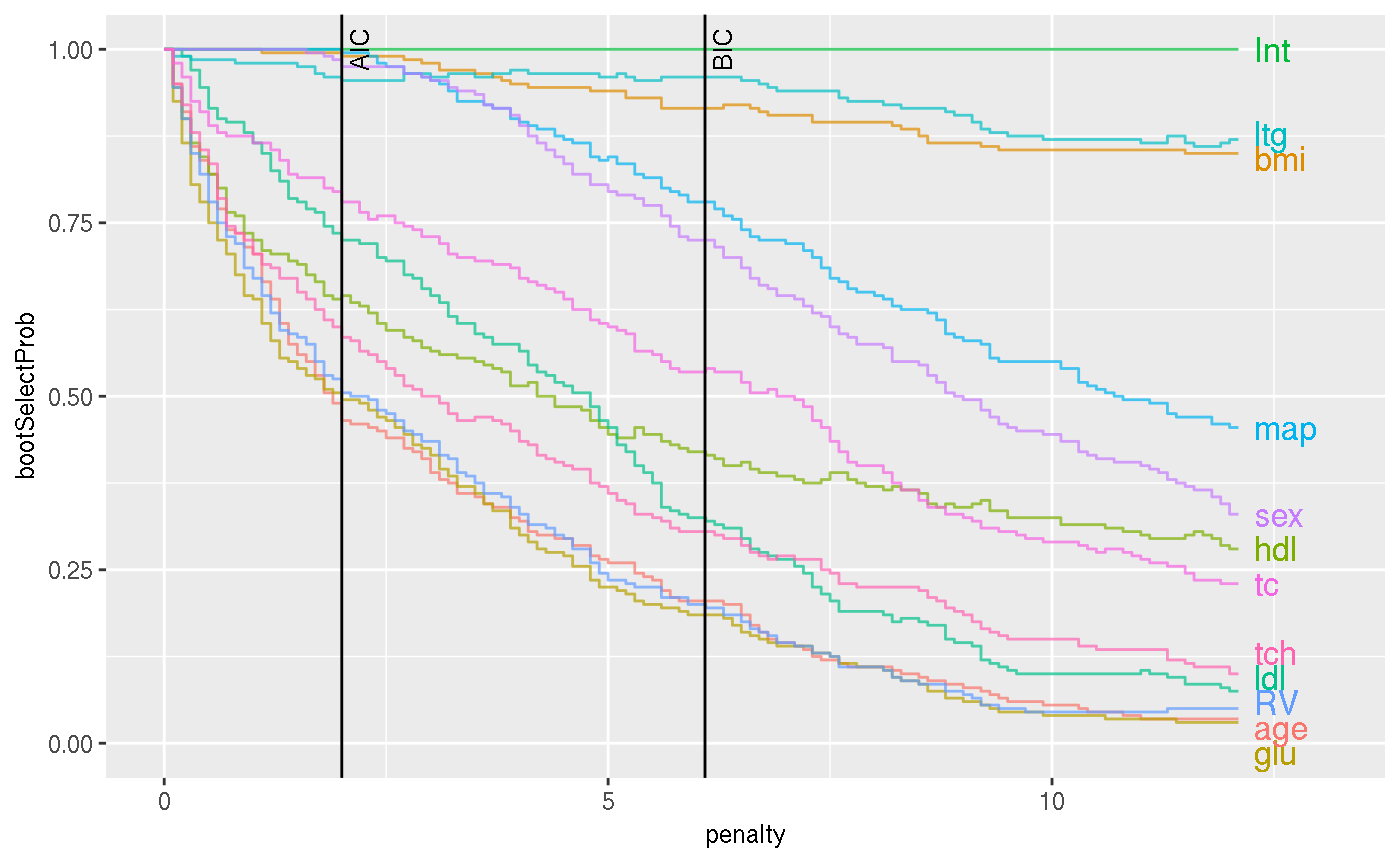 AIC
BIC
1.00
0.75
0.50
0.25
0.00
bootSelectProb
Int
ltg
bmi
map
sex
hdl
tc
tch
ldl
RV
age
glu
0
5
10
penalty